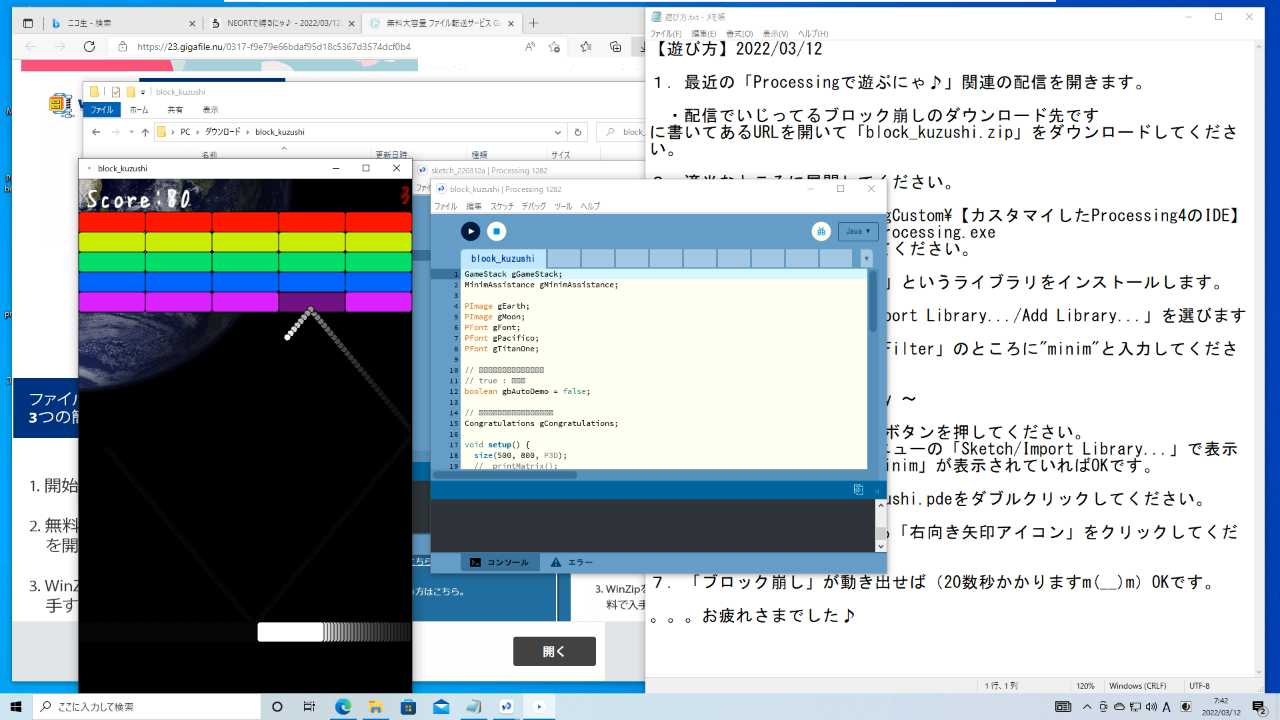 ニコ生 - 検索
NEORTで縛るにゃ♪ - 2022/03/12
無料大容量 ファイル転送サービス G
https://23.gigafile.nu/0317-f9e79e66bdaf95d18c5367d3574dcf0b4
block_kuzushi
ファイル
ホーム
共有
表示
PC
ダウンロード
block_kuzushi
block_
名前
更新日時
種類
サイズ
block_kuzushi
Score:80
3
sketch_220312a | Processing 1282
block_kuzushi | Processing 1282
ファイル 編集 スケッチ デバッグ ツール ヘルプ
Java
block_kuzushi
1 GameStack gGameStack;
2 MinimAssistance gMinimAssistance;
3
4 PImage gEarth;
5 PImage gMoon;
6 PFont gFont;
7 PFont gPacifico;
8 PFont gTitanOne;
9
10 //
11 // true :
12 boolean gbAutoDemo = false;
13
14 //
15 Congratulations gCongratulations;
16
17 void setup() {
18 size(500, 800, P3D);
19 // printMatrix();
コンソール
エラー
ファイル
3つの簡
1. 開始
2. 無料
を開
3. WinZ
手す
こちら
方はこちら。
3. WinZipを
料で入手
開く
遊び方.txt - メモ帳
ファイル(F) 編集(E) 書式(O) 表示(V) ヘルプ(H)
【遊び方】2022/03/12
１．最近の「Processingで遊ぶにゃ♪」関連の配信を開きます。
・配信でいじってるブロック崩しのダウンロード先です
に書いてあるURLを開いて「block_kuzushi.zip」をダウンロードしてくださ
い。
展開してください。
gCustom¥【カスタマイしたProcessing4のIDE】
rocessing.exe
てください。
」というライブラリをインストールします。
port Library.../Add Library...」を選びます
Filter」のところに"minim"と入力してくださ
y ～
ボタンを押してください。
ニューの「Sketch/Import Library...」で表示
inim」が表示されていればOKです。
ushi.pdeをダブルクリックしてください。
「右向き矢印アイコン」をクリックしてくだ
７．「ブロック崩し」が動き出せば（20数秒かかりますm(__)m）OKです。
。。。お疲れさまでした♪
1 行、1 列
120%
Windows (CRLF)
UTF-8
ここに入力して検索
A
7:42
2022/03/12
2